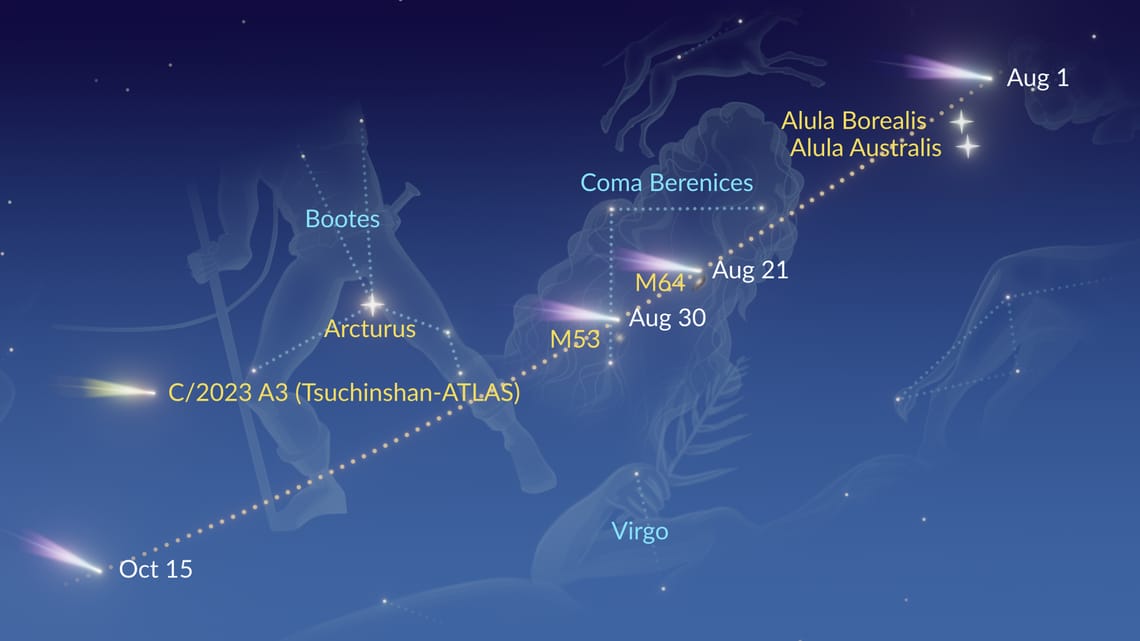 Aug 1
Alula Borealis
Alula Australis
Coma Berenices
Bootes
Aug 21
M64
Aug 30
Arcturus
M53
C/2023 A3 (Tsuchinshan-ATLAS)
Virgo
Oct 15